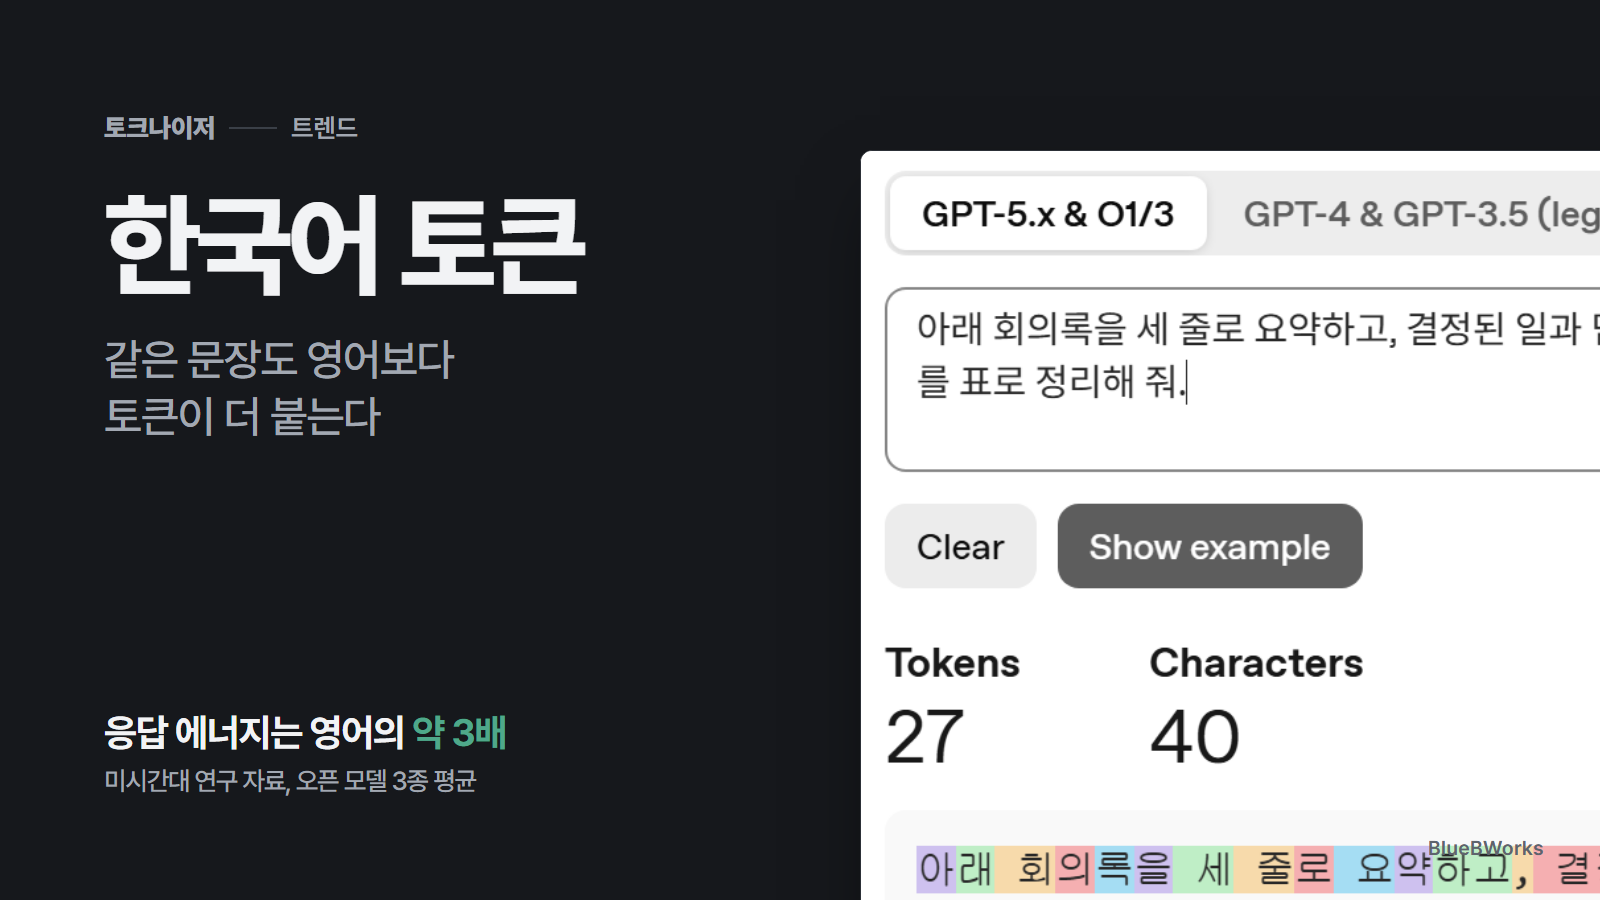 토크나이저 트렌드
한국어 토큰
같은 문장도 영어보다
토큰이 더 붙는다
응답 에너지는 영어의 약 3배
미시간대 연구 자료, 오픈 모델 3종 평균
GPT-5.x & O1/3 GPT-4 & GPT-3.5 (leg
아래 회의록을 세 줄로 요약하고, 결정된 일과
를 표로 정리해 줘.
Clear Show example
Tokens Characters
27 40
BlueBWorks
아래 회의록을 세 줄로 요약하고, 결